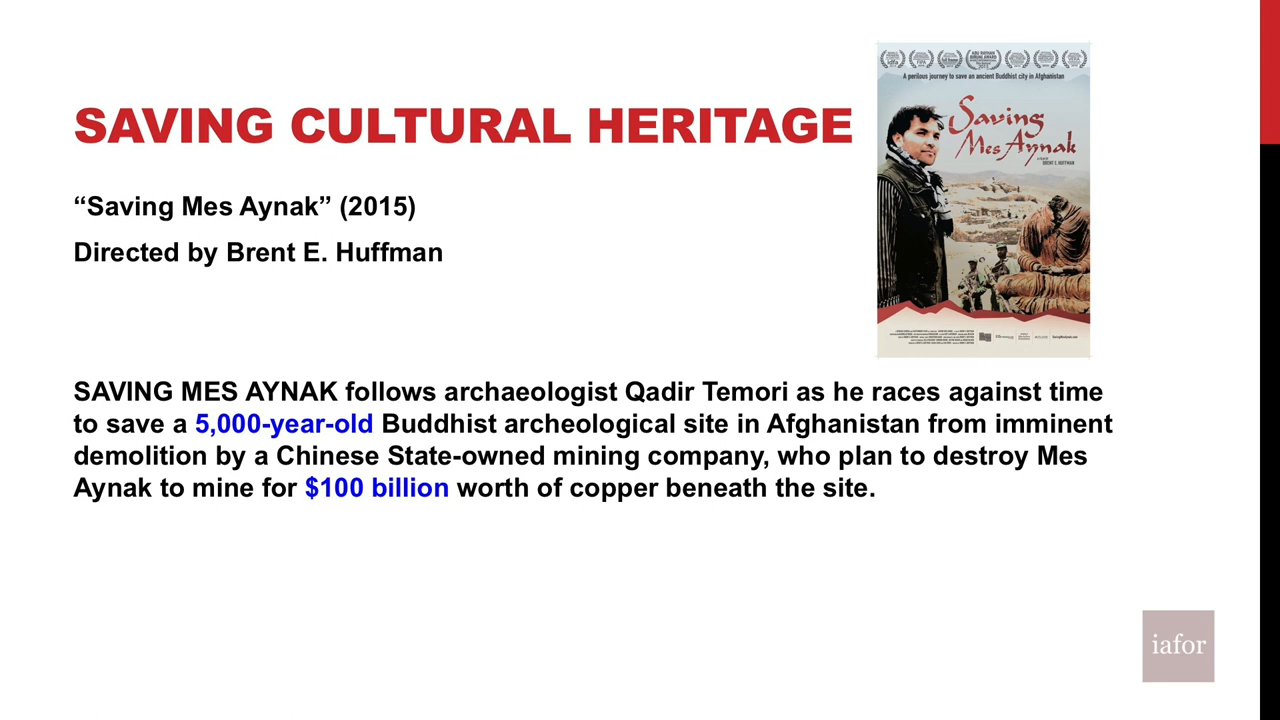 SAVING CULTURAL HERITAGE
“Saving Mes Aynak” (2015)
Directed by Brent E. Huffman
A perilous journey to save an ancient Buddhist city in Afghanistan
Saving
Mes Aynak
BRENT E. HUFFMAN
SAVING MES AYNAK follows archaeologist Qadir Temori as he races against time
to save a 5,000-year-old Buddhist archeological site in Afghanistan from imminent
demolition by a Chinese State-owned mining company, who plan to destroy Mes
Aynak to mine for $100 billion worth of copper beneath the site.
iafor